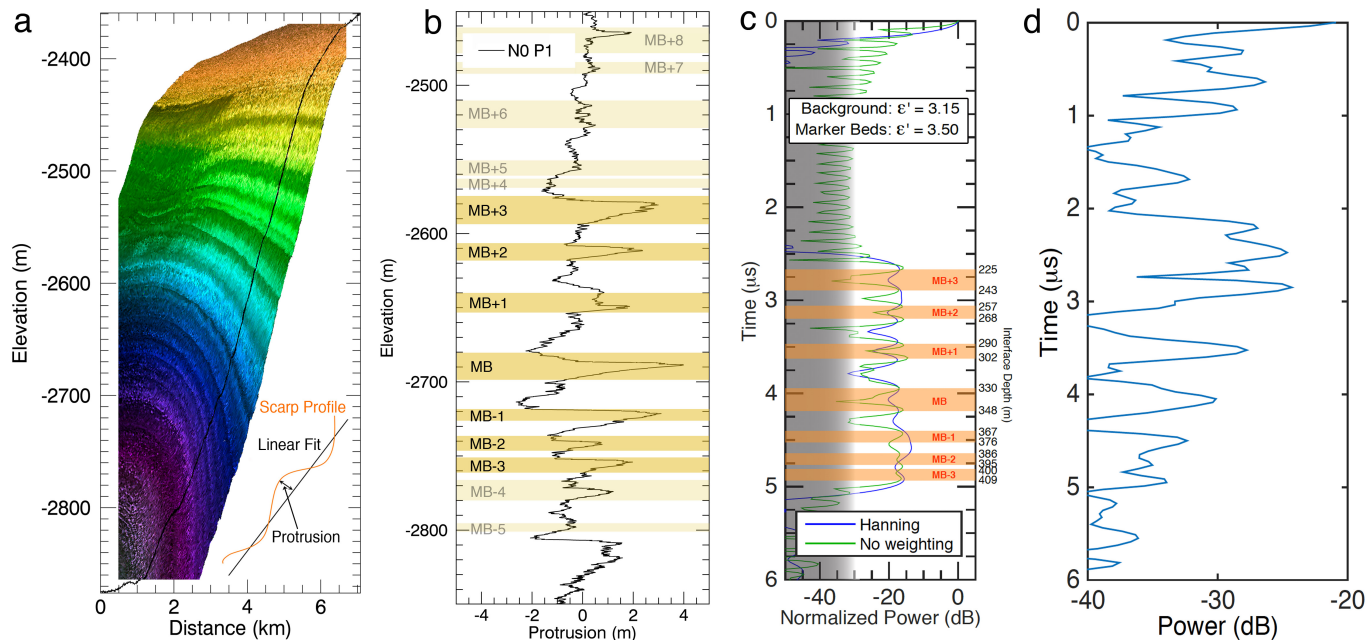 a
-2400
-2500
-2600
-2700
-2800
Elevation (m)
Scarp Profile
Linear Fit
Protrusion
0 2 4 6
Distance (km)
b
N0 P1
-2500
-2600
-2700
-2800
Elevation (m)
MB+8
MB+7
MB+6
MB+5
MB+4
MB+3
MB+2
MB+1
MB
MB-1
MB-2
MB-3
MB-4
MB-5
-4 -2 0 2 4
Protrusion (m)
c
0
1
2
3
4
5
6
Time (μs)
Background: ε' = 3.15
Marker Beds: ε' = 3.50
MB+3
MB+2
MB+1
MB
MB-1
MB-2
MB-3
225
243
257
268
290
302
330
348
367
376
386
395
400
409
Interface Depth (m)
Hanning
No weighting
-40 -20 0
Normalized Power (dB)
d
0
1
2
3
4
5
6
Time (μs)
-40 -30 -20
Power (dB)